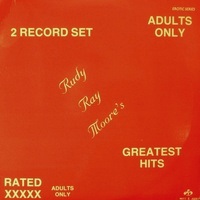 2 RECORD SET
ADULTS
ONLY
Rudy
Ray
Moore's
GREATEST
HITS
RATED
XXXXX
ADULTS
ONLY